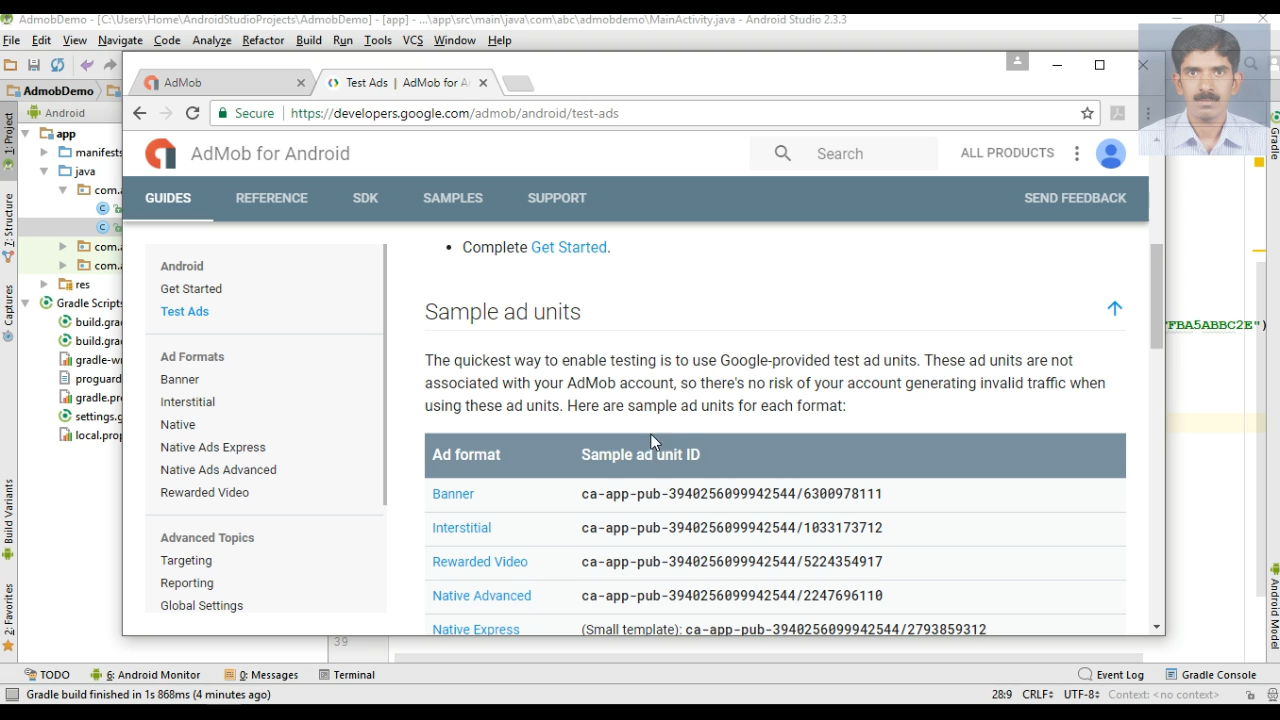 AdmobDemo - [C:\Users\Home\AndroidStudioProjects\AdmobDemo] - [app] - ...\app\src\main\java\com\abc\admobdemo\MainActivity.java - Android Studio 2.3.3
File Edit View Navigate Code Analyze Refactor Build Run Tools VCS Window Help
AdmobDemo
Android
app
manifests
java
com.a
com.a
com.a
res
Gradle Scripts
build.gra
build.gra
gradle-w
proguard
gradle.pr
settings.g
local.prop
1: Project
7: Structure
Captures
Build Variants
2: Favorites
AdMob
Test Ads | AdMob for A
Secure https://developers.google.com/admob/android/test-ads
AdMob for Android
Search
ALL PRODUCTS
GUIDES REFERENCE SDK SAMPLES SUPPORT SEND FEEDBACK
Android
Get Started
Test Ads
Ad Formats
Banner
Interstitial
Native
Native Ads Express
Native Ads Advanced
Rewarded Video
Advanced Topics
Targeting
Reporting
Global Settings
• Complete Get Started.
Sample ad units
The quickest way to enable testing is to use Google-provided test ad units. These ad units are not
associated with your AdMob account, so there's no risk of your account generating invalid traffic when
using these ad units. Here are sample ad units for each format:
Ad format Sample ad unit ID
Banner ca-app-pub-3940256099942544/6300978111
Interstitial ca-app-pub-3940256099942544/1033173712
Rewarded Video ca-app-pub-3940256099942544/5224354917
Native Advanced ca-app-pub-3940256099942544/2247696110
Native Express (Small template): ca-app-pub-3940256099942544/2793859312
FBA5ABBC2E")
Gradle
Android Model
39
TODO 6: Android Monitor 0: Messages Terminal Event Log Gradle Console
Gradle build finished in 1s 868ms (4 minutes ago) 28:9 CRLF UTF-8 Context: <no context>